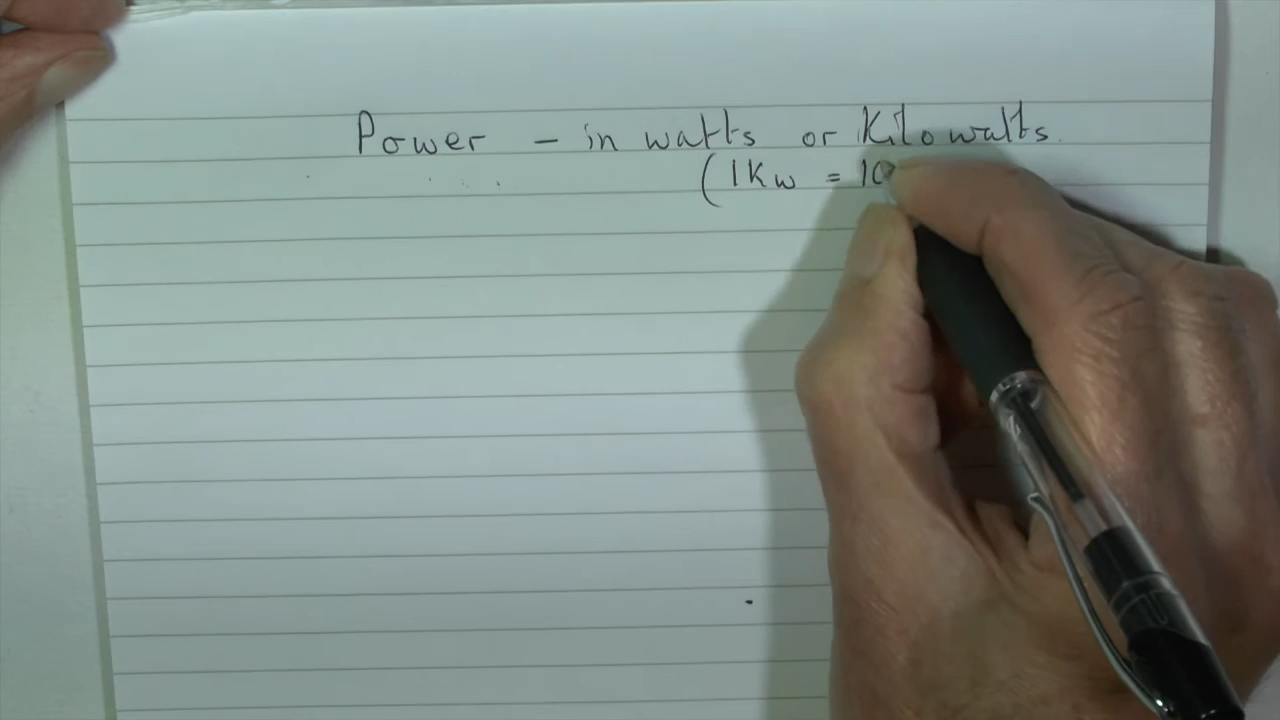 Power - in watts or Kilowatts.
(1Kw = 10